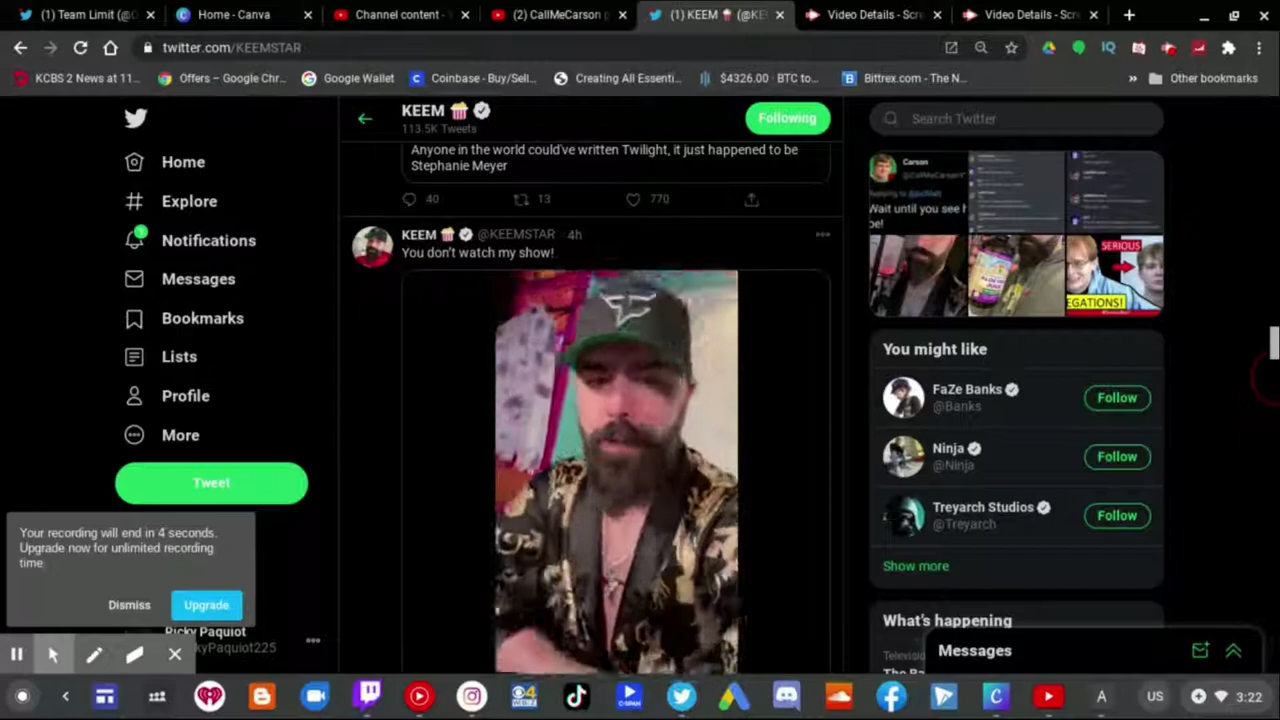 (1) Team Limit (@
Home - Canva
Channel content - Y
(2) CallMeCarson p
(1) KEEM 🍿 (@KE
Video Details - Scre
Video Details - Scre
twitter.com/KEEMSTAR
KCBS 2 News at 11...
Offers – Google Chr...
Google Wallet
Coinbase - Buy/Sell...
Creating All Essenti...
$4326.00 · BTC to...
Bittrex.com - The N...
Other bookmarks
KEEM 🍿
113.5K Tweets
Following
Search Twitter
Home
Explore
Notifications
Messages
Bookmarks
Lists
Profile
More
Tweet
Anyone in the world could've written Twilight, it just happened to be
Stephanie Meyer
40
13
770
KEEM 🍿 @KEEMSTAR · 4h
You don't watch my show!
Carson
Wait until you see h
be!
SERIOUS
EGATIONS!
You might like
FaZe Banks
@Banks
Follow
Ninja
@Ninja
Follow
Treyarch Studios
@Treyarch
Follow
Show more
What's happening
Messages
Your recording will end in 4 seconds.
Upgrade now for unlimited recording
time
Dismiss
Upgrade
Ricky Paquiot
kyPaquiot225
US
3:22